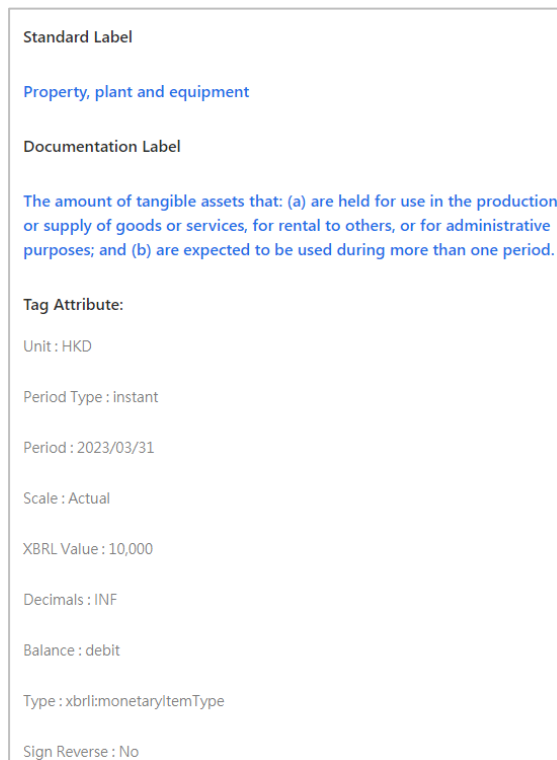 Standard Label
Property, plant and equipment
Documentation Label
The amount of tangible assets that: (a) are held for use in the production
or supply of goods or services, for rental to others, or for administrative
purposes; and (b) are expected to be used during more than one period.
Tag Attribute:
Unit : HKD
Period Type : instant
Period : 2023/03/31
Scale : Actual
XBRL Value : 10,000
Decimals : INF
Balance : debit
Type : xbrli:monetaryItemType
Sign Reverse : No